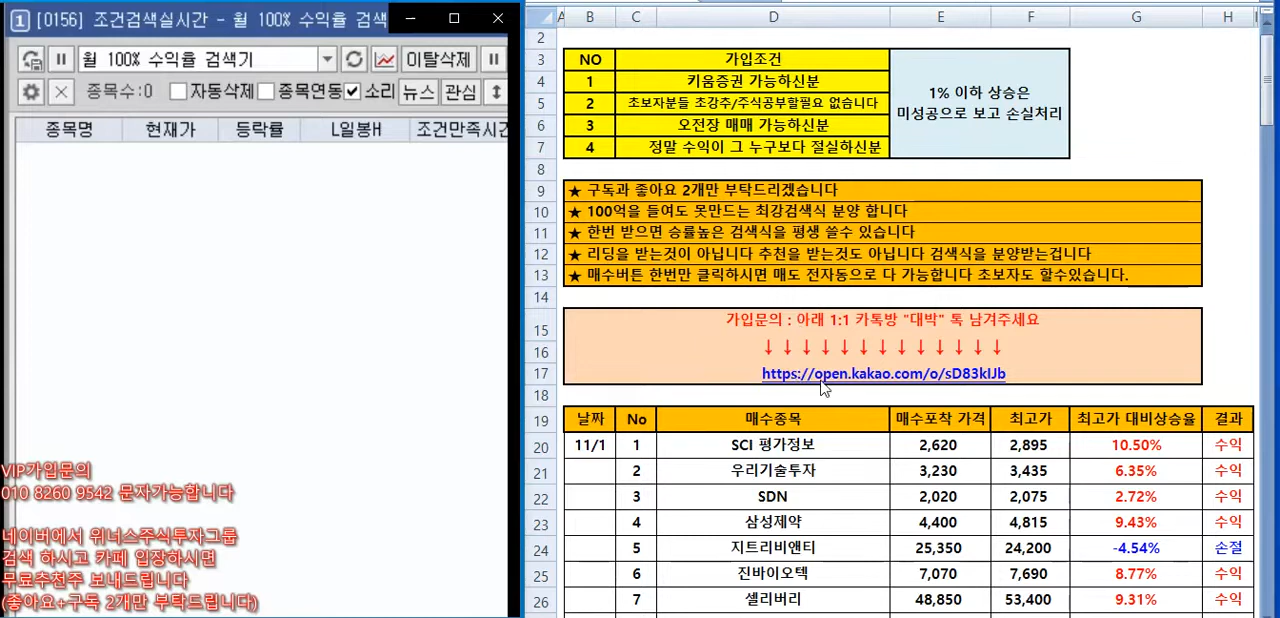 1 [0156] 조건검색실시간 - 월 100% 수익율 검색
월 100% 수익율 검색기 이탈삭제
종목수:0 자동삭제 종목연동 소리 뉴스 관심
종목명 현재가 등락률 L일봉H 조건만족시간
VIP가입문의
010 8260 9542 문자가능합니다
네이버에서 위너스주식투자그룹
검색 하시고 카페 입장하시면
무료추천주 보내드립니다
(좋아요+구독 2개만 부탁드립니다)
A B C D E F G H
2
3 NO 가입조건
4 1 키움증권 가능하신분
5 2 초보자분들 초강추/주식공부할필요 없습니다
6 3 오전장 매매 가능하신분
7 4 정말 수익이 그 누구보다 절실하신분
1% 이하 상승은
미성공으로 보고 손실처리
8
9 ★ 구독과 좋아요 2개만 부탁드리겠습니다
10 ★ 100억을 들여도 못만드는 최강검색식 분양 합니다
11 ★ 한번 받으면 승률높은 검색식을 평생 쓸수 있습니다
12 ★ 리딩을 받는것이 아닙니다 추천을 받는것도 아닙니다 검색식을 분양받는겁니다
13 ★ 매수버튼 한번만 클릭하시면 매도 전자동으로 다 가능합니다 초보자도 할수있습니다.
14
15 가입문의 : 아래 1:1 카톡방 "대박" 톡 남겨주세요
16 ↓ ↓ ↓ ↓ ↓ ↓ ↓ ↓ ↓ ↓ ↓ ↓ ↓
17 https://open.kakao.com/o/sD83kIJb
18
19 날짜 No 매수종목 매수포착 가격 최고가 최고가 대비상승율 결과
20 11/1 1 SCI 평가정보 2,620 2,895 10.50% 수익
21 2 우리기술투자 3,230 3,435 6.35% 수익
22 3 SDN 2,020 2,075 2.72% 수익
23 4 삼성제약 4,400 4,815 9.43% 수익
24 5 지트리비앤티 25,350 24,200 -4.54% 손절
25 6 진바이오텍 7,070 7,690 8.77% 수익
26 7 셀리버리 48,850 53,400 9.31% 수익